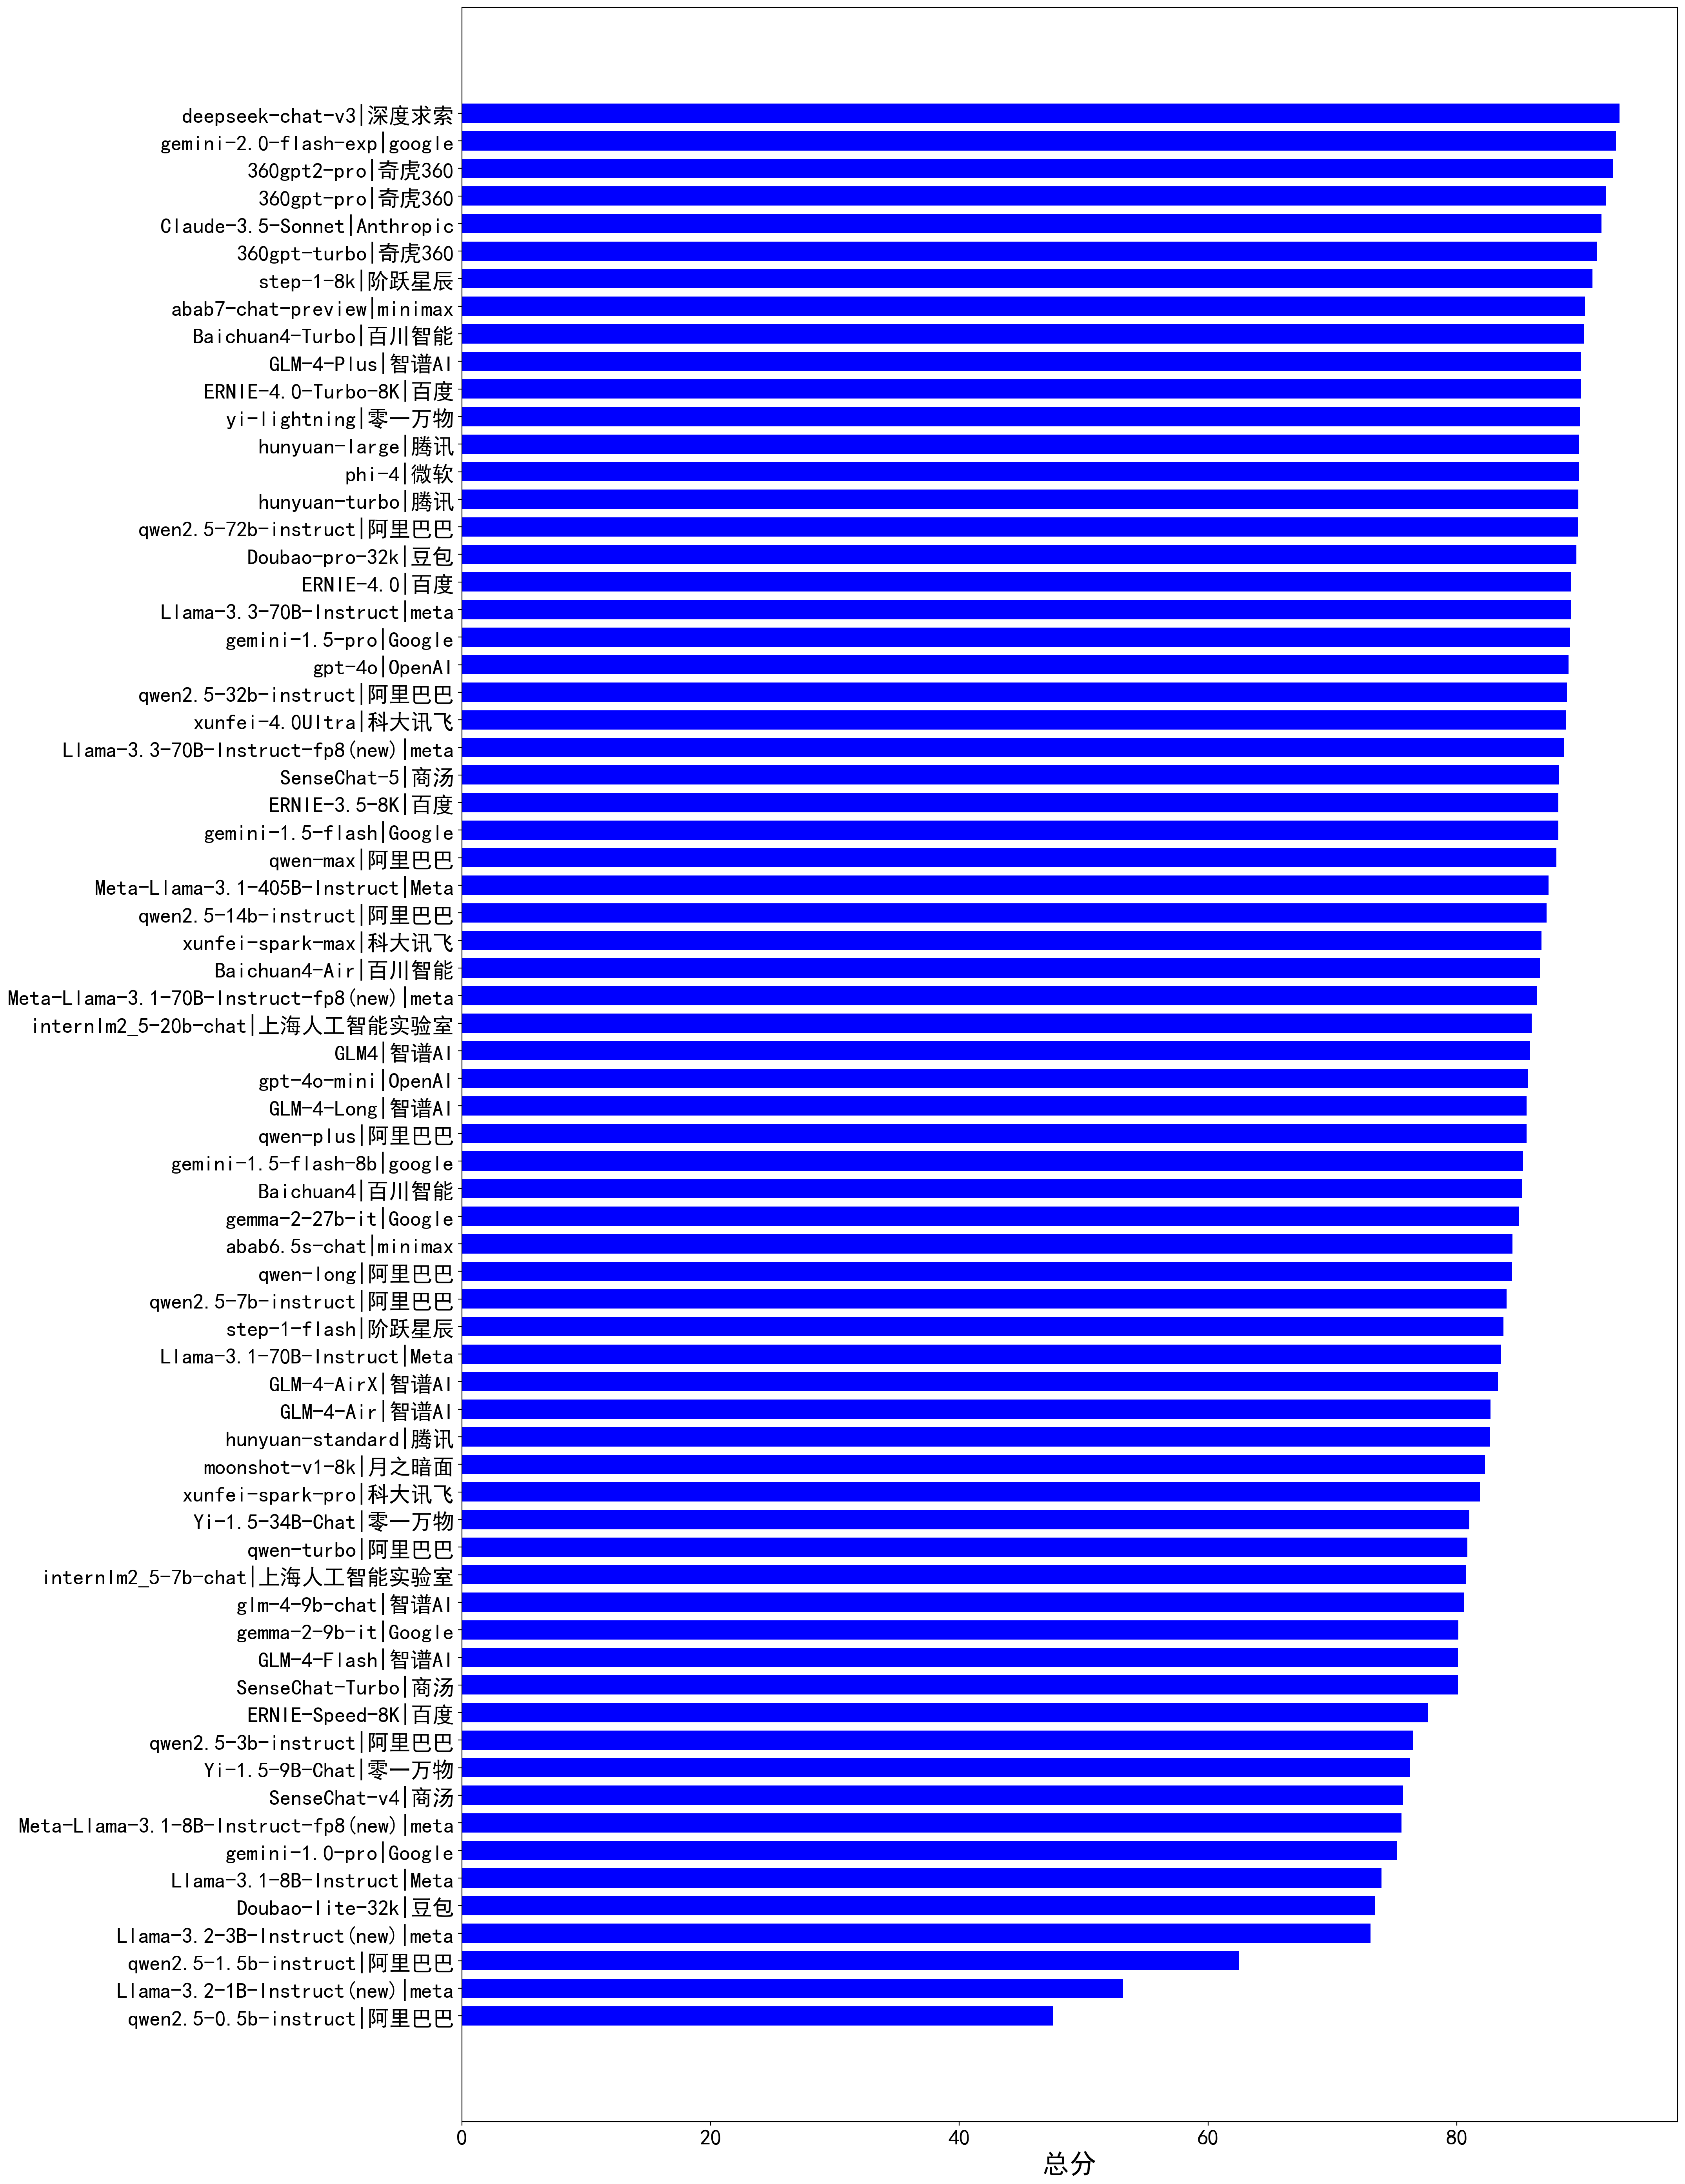 deepseek-chat-v3|深度求索
gemini-2.0-flash-exp|google
360gpt2-pro|奇虎360
360gpt-pro|奇虎360
Claude-3.5-Sonnet|Anthropic
360gpt-turbo|奇虎360
step-1-8k|阶跃星辰
abab7-chat-preview|minimax
Baichuan4-Turbo|百川智能
GLM-4-Plus|智谱AI
ERNIE-4.0-Turbo-8K|百度
yi-lightning|零一万物
hunyuan-large|腾讯
phi-4|微软
hunyuan-turbo|腾讯
qwen2.5-72b-instruct|阿里巴巴
Doubao-pro-32k|豆包
ERNIE-4.0|百度
Llama-3.3-70B-Instruct|meta
gemini-1.5-pro|Google
gpt-4o|OpenAI
qwen2.5-32b-instruct|阿里巴巴
xunfei-4.0Ultra|科大讯飞
Llama-3.3-70B-Instruct-fp8(new)|meta
SenseChat-5|商汤
ERNIE-3.5-8K|百度
gemini-1.5-flash|Google
qwen-max|阿里巴巴
Meta-Llama-3.1-405B-Instruct|Meta
qwen2.5-14b-instruct|阿里巴巴
xunfei-spark-max|科大讯飞
Baichuan4-Air|百川智能
Meta-Llama-3.1-70B-Instruct-fp8(new)|meta
internlm2_5-20b-chat|上海人工智能实验室
GLM4|智谱AI
gpt-4o-mini|OpenAI
GLM-4-Long|智谱AI
qwen-plus|阿里巴巴
gemini-1.5-flash-8b|google
Baichuan4|百川智能
gemma-2-27b-it|Google
abab6.5s-chat|minimax
qwen-long|阿里巴巴
qwen2.5-7b-instruct|阿里巴巴
step-1-flash|阶跃星辰
Llama-3.1-70B-Instruct|Meta
GLM-4-AirX|智谱AI
GLM-4-Air|智谱AI
hunyuan-standard|腾讯
moonshot-v1-8k|月之暗面
xunfei-spark-pro|科大讯飞
Yi-1.5-34B-Chat|零一万物
qwen-turbo|阿里巴巴
internlm2_5-7b-chat|上海人工智能实验室
glm-4-9b-chat|智谱AI
gemma-2-9b-it|Google
GLM-4-Flash|智谱AI
SenseChat-Turbo|商汤
ERNIE-Speed-8K|百度
qwen2.5-3b-instruct|阿里巴巴
Yi-1.5-9B-Chat|零一万物
SenseChat-v4|商汤
Meta-Llama-3.1-8B-Instruct-fp8(new)|meta
gemini-1.0-pro|Google
Llama-3.1-8B-Instruct|Meta
Doubao-lite-32k|豆包
Llama-3.2-3B-Instruct(new)|meta
qwen2.5-1.5b-instruct|阿里巴巴
Llama-3.2-1B-Instruct(new)|meta
qwen2.5-0.5b-instruct|阿里巴巴
0 20 40 60 80
总分